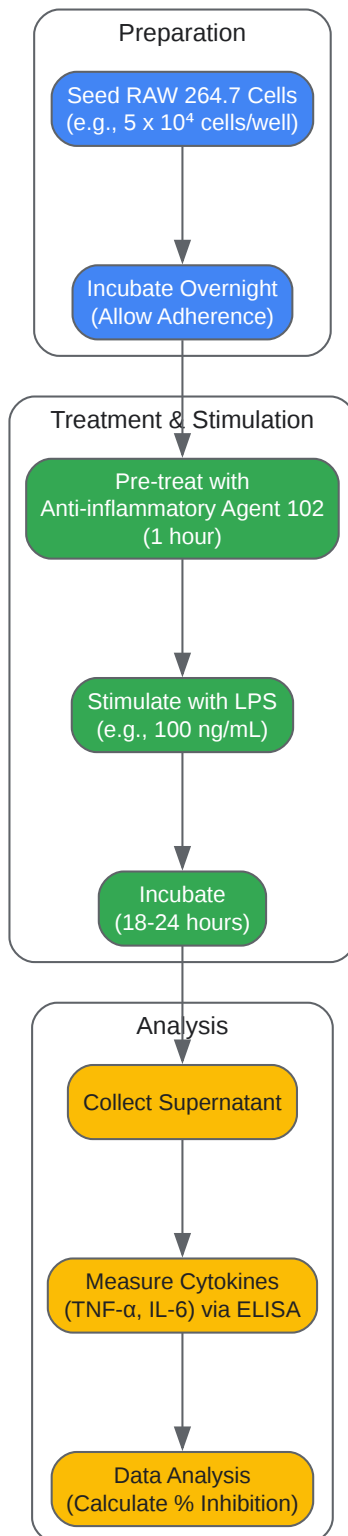 Preparation
Seed RAW 264.7 Cells
(e.g., 5 x 10⁴ cells/well)
Incubate Overnight
(Allow Adherence)
Treatment & Stimulation
Pre-treat with
Anti-inflammatory Agent 102
(1 hour)
Stimulate with LPS
(e.g., 100 ng/mL)
Incubate
(18-24 hours)
Analysis
Collect Supernatant
Measure Cytokines
(TNF-α, IL-6) via ELISA
Data Analysis
(Calculate % Inhibition)